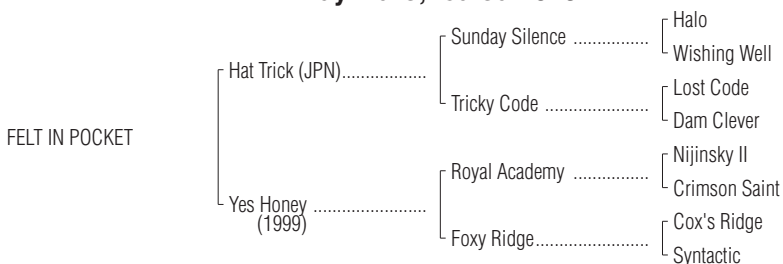 Halo
Sunday Silence ...............
Wishing Well
Hat Trick (JPN).................
Lost Code
Tricky Code .....................
Dam Clever
FELT IN POCKET
Nijinsky II
Royal Academy ...............
Crimson Saint
Yes Honey .......................
(1999)
Cox's Ridge
Foxy Ridge.......................
Syntactic